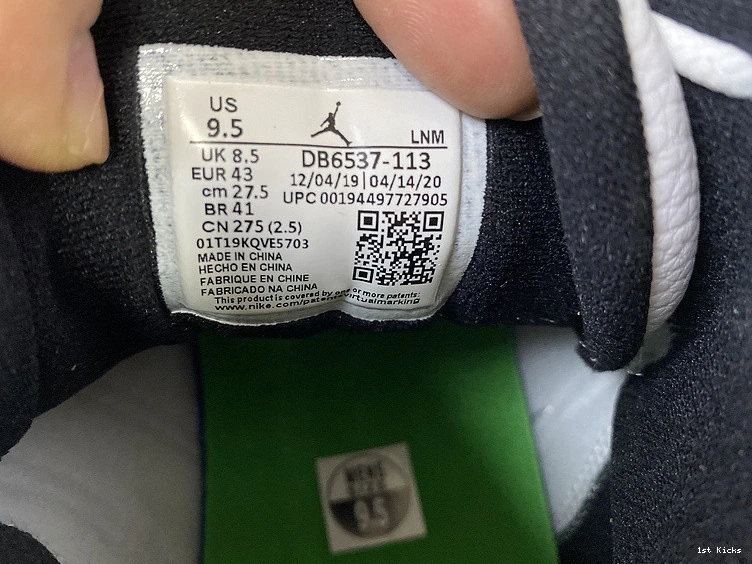 US
9.5
LNM
UK 8.5
DB6537-113
EUR 43
12/04/19|04/14/20
cm 27.5
UPC 00194497727905
BR 41
CN 275 (2.5)
01T19KQVE5703
MADE IN CHINA
HECHO EN CHINA
FABRIQUE EN CHINE
FABRICADO NA CHINA
This product is covered by one or more patents:
www.nike.com/patents-virtualmarking
9.5
1st Kicks